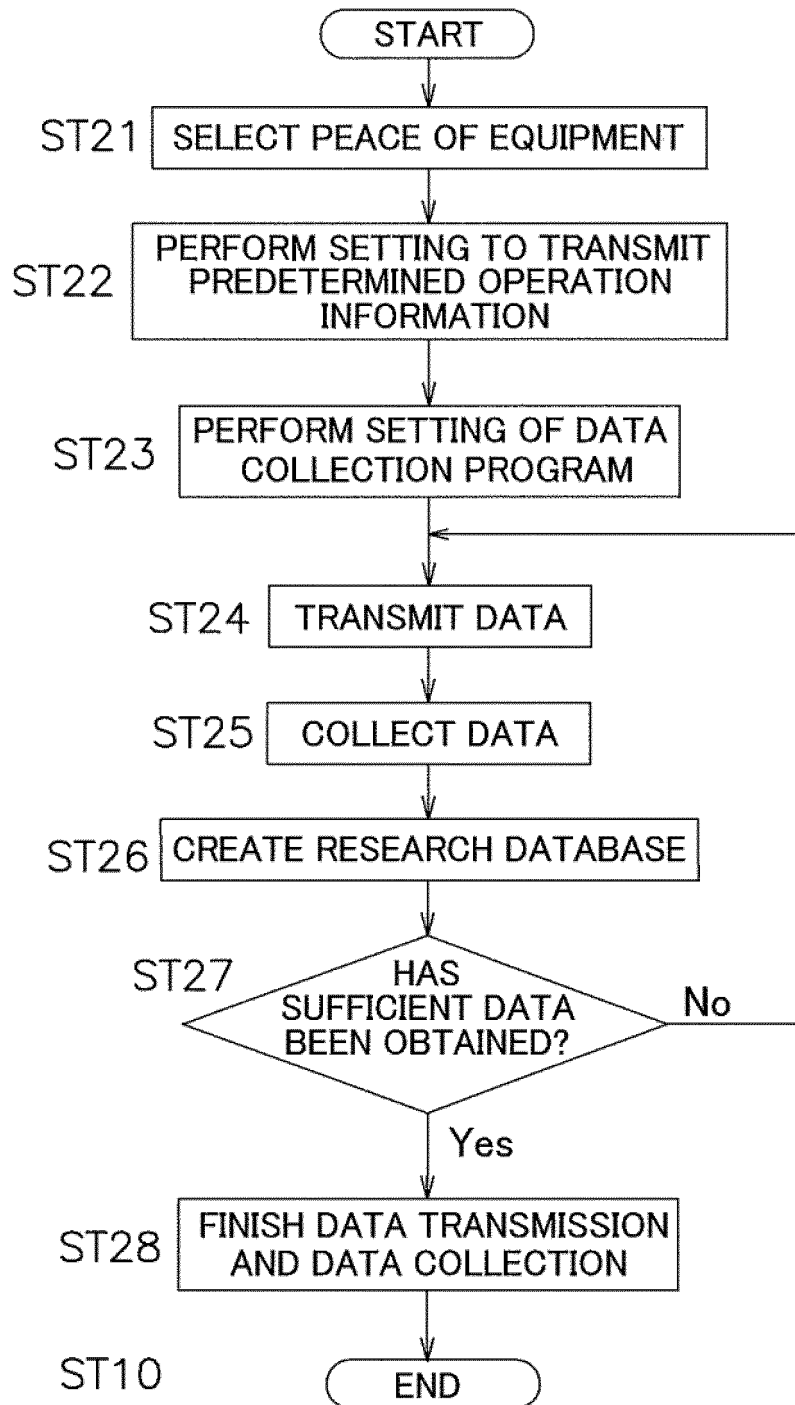 START
ST21
SELECT PEACE OF EQUIPMENT
ST22
PERFORM SETTING TO TRANSMIT
PREDETERMINED OPERATION
INFORMATION
ST23
PERFORM SETTING OF DATA
COLLECTION PROGRAM
ST24
TRANSMIT DATA
ST25
COLLECT DATA
ST26
CREATE RESEARCH DATABASE
ST27
HAS
SUFFICIENT DATA
BEEN OBTAINED?
No
Yes
ST28
FINISH DATA TRANSMISSION
AND DATA COLLECTION
ST10
END